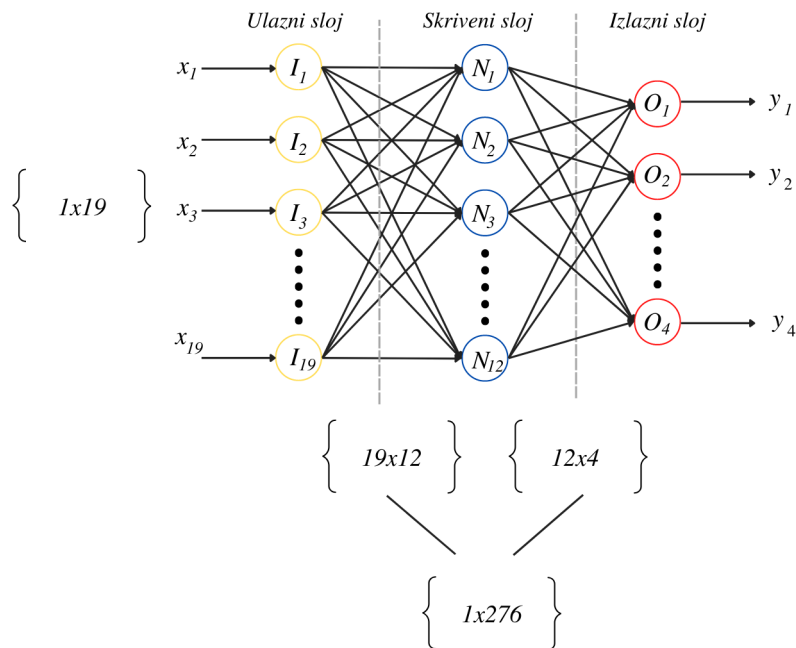 Ulazni sloj Skriveni sloj Izlazni sloj
x1 I1 N1
O1 y1
x2 I2 N2
O2 y2
1x19 x3 I3 N3
O4 y4
x19 I19 N12
19x12 12x4
1x276